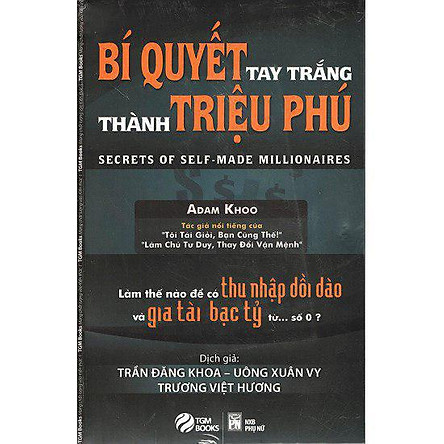 BÍ QUYẾT TAY TRẮNG
THÀNH TRIỆU PHÚ
SECRETS OF SELF-MADE MILLIONAIRES
ADAM KHOO
Tác giả nổi tiếng của
"Tôi Tài Giỏi, Bạn Cũng Thế!"
"Làm Chủ Tư Duy, Thay Đổi Vận Mệnh"
Làm thế nào để có thu nhập dồi dào
và gia tài bạc tỷ từ... số 0 ?
Dịch giả:
TRẦN ĐĂNG KHOA – UÔNG XUÂN VY
TRƯƠNG VIỆT HƯƠNG
TGM
BOOKS
NXB
PHỤ NỮ